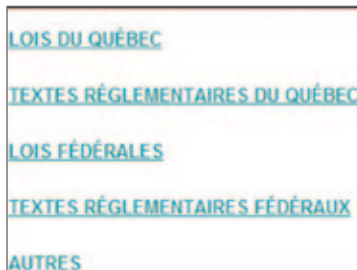 LOIS DU QUÉBEC
TEXTES RÉGLEMENTAIRES DU QUÉBEC
LOIS FÉDÉRALES
TEXTES RÉGLEMENTAIRES FÉDÉRAUX
AUTRES